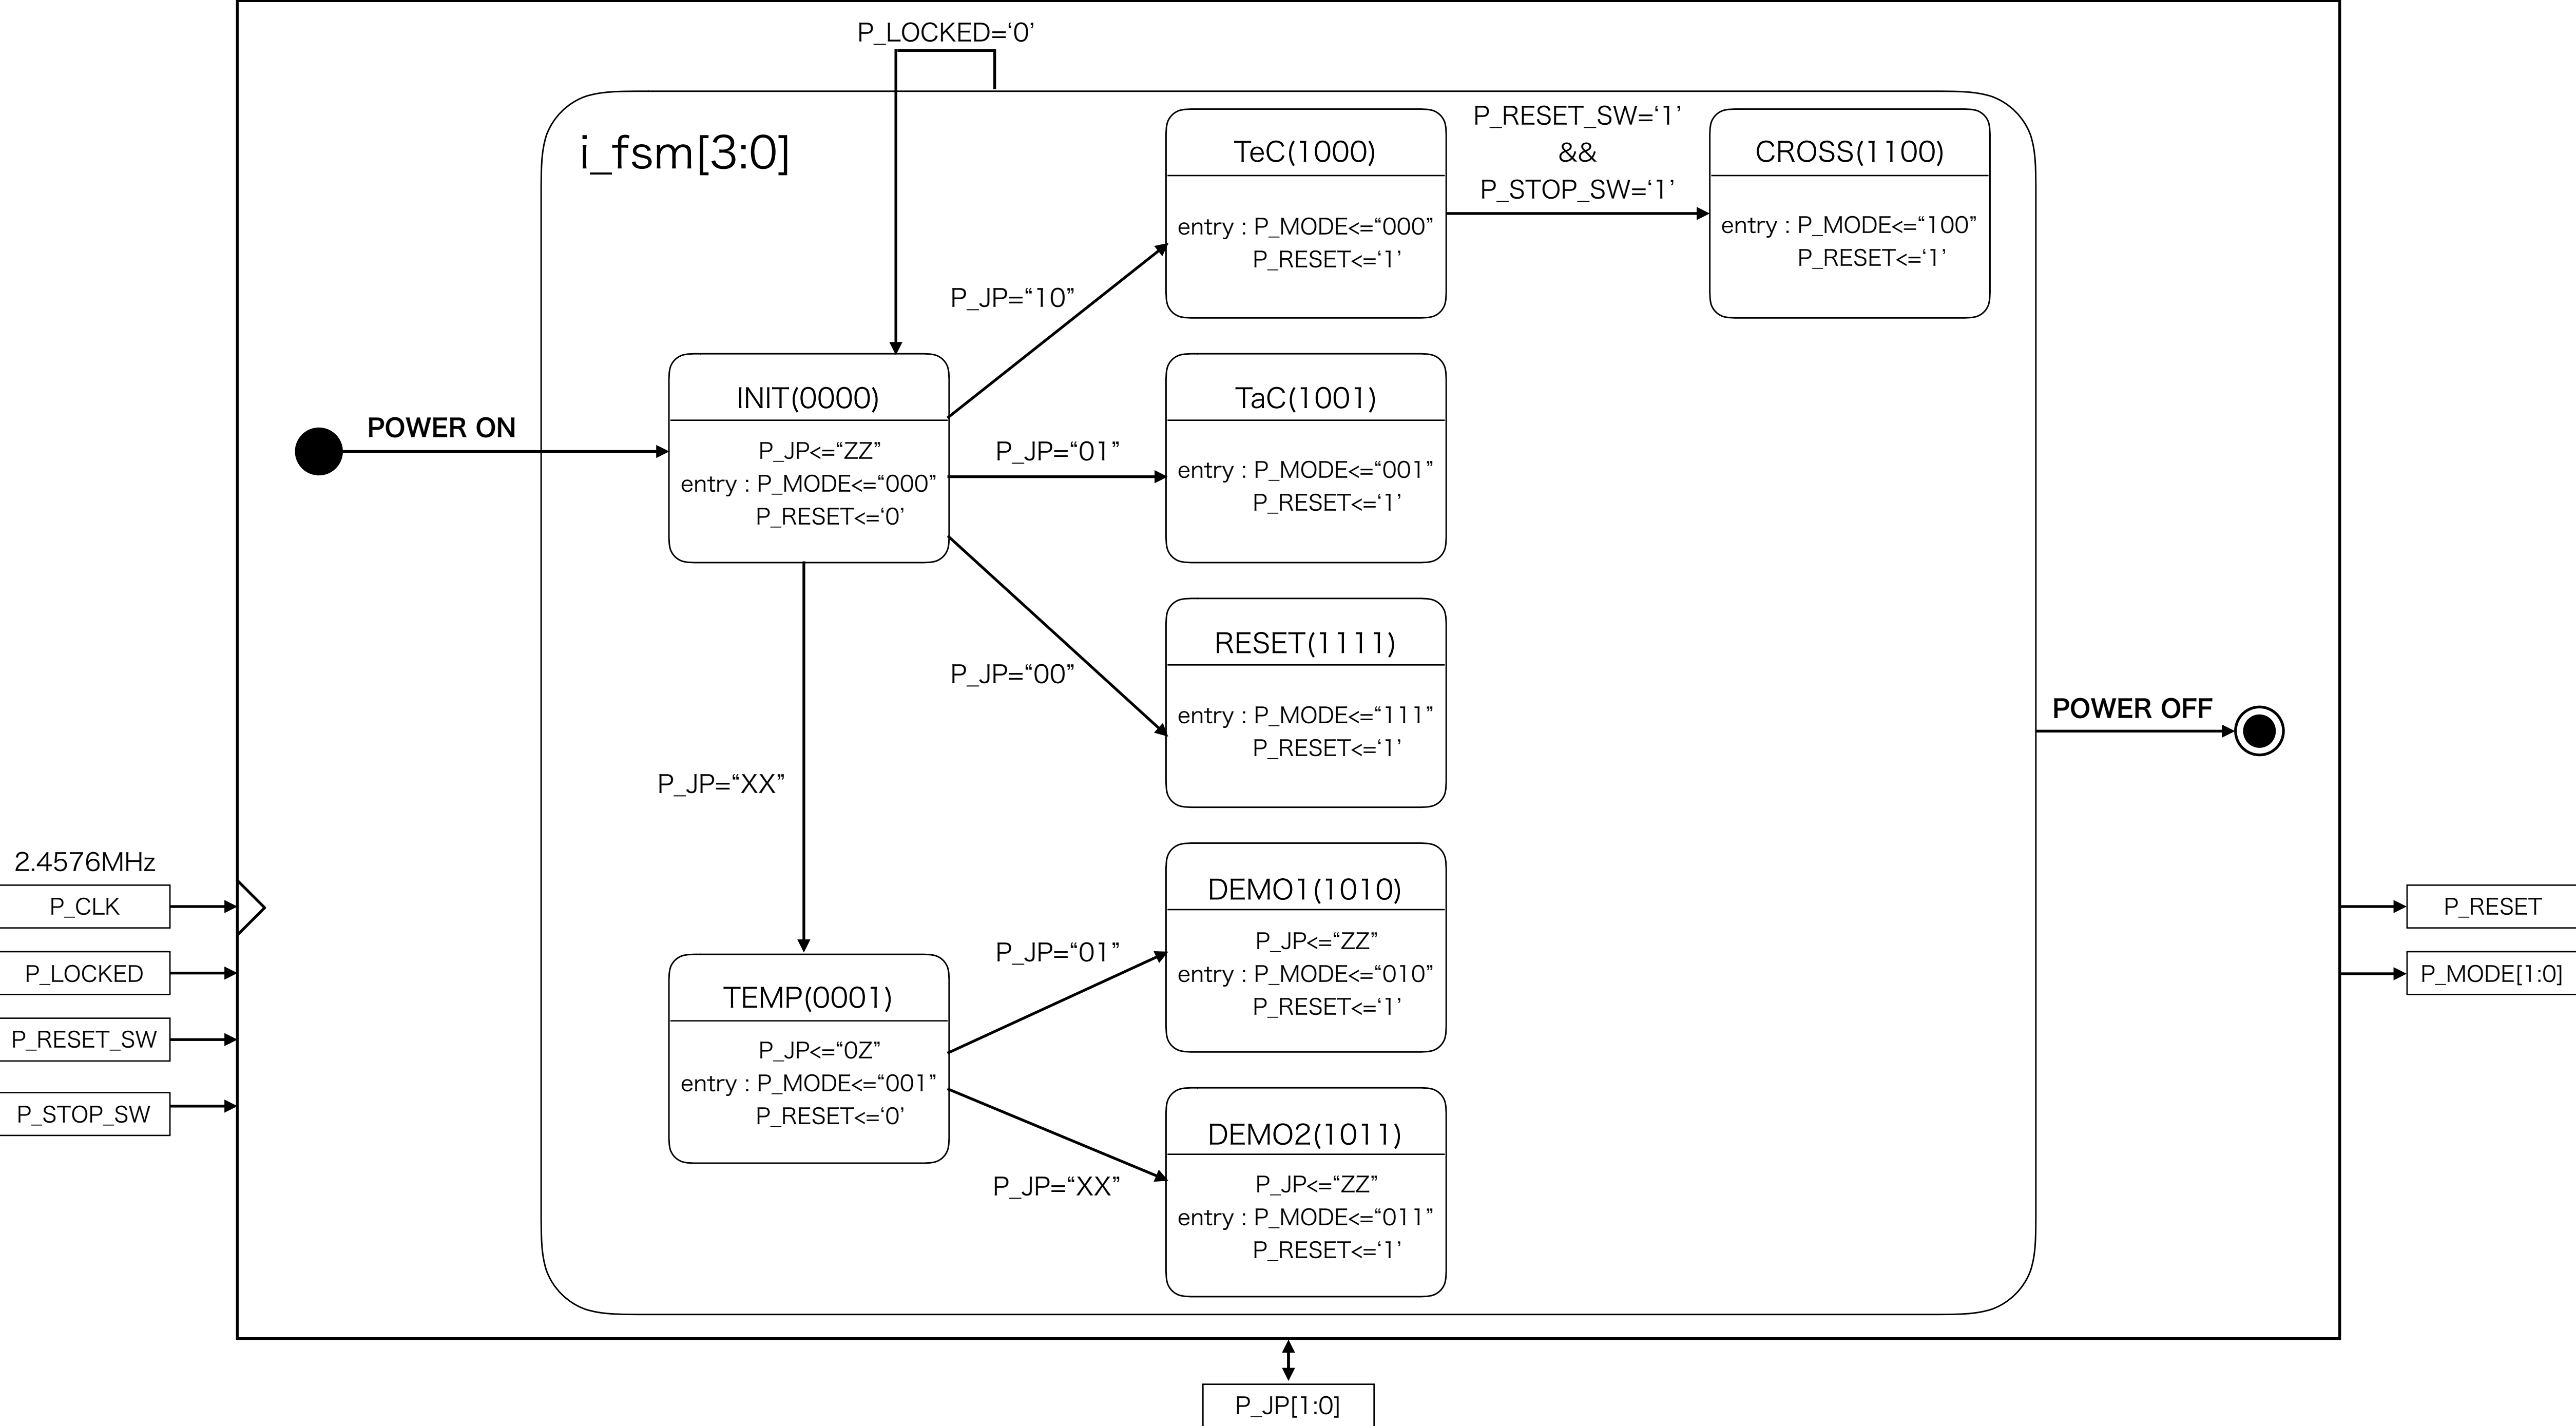 P_LOCKED=‘0’
i_fsm[3:0]
TeC(1000)
entry : P_MODE<=“000”
P_RESET<=‘1’
P_RESET_SW=‘1’
&&
P_STOP_SW=‘1’
CROSS(1100)
entry : P_MODE<=“100”
P_RESET<=‘1’
P_JP=“10”
POWER ON
INIT(0000)
P_JP<=“ZZ”
entry : P_MODE<=“000”
P_RESET<=‘0’
P_JP=“01”
TaC(1001)
entry : P_MODE<=“001”
P_RESET<=‘1’
P_JP=“00”
RESET(1111)
entry : P_MODE<=“111”
P_RESET<=‘1’
POWER OFF
P_JP=“XX”
TEMP(0001)
P_JP<=“0Z”
entry : P_MODE<=“001”
P_RESET<=‘0’
P_JP=“01”
DEMO1(1010)
P_JP<=“ZZ”
entry : P_MODE<=“010”
P_RESET<=‘1’
P_JP=“XX”
DEMO2(1011)
P_JP<=“ZZ”
entry : P_MODE<=“011”
P_RESET<=‘1’
2.4576MHz
P_CLK
P_LOCKED
P_RESET_SW
P_STOP_SW
P_RESET
P_MODE[1:0]
P_JP[1:0]